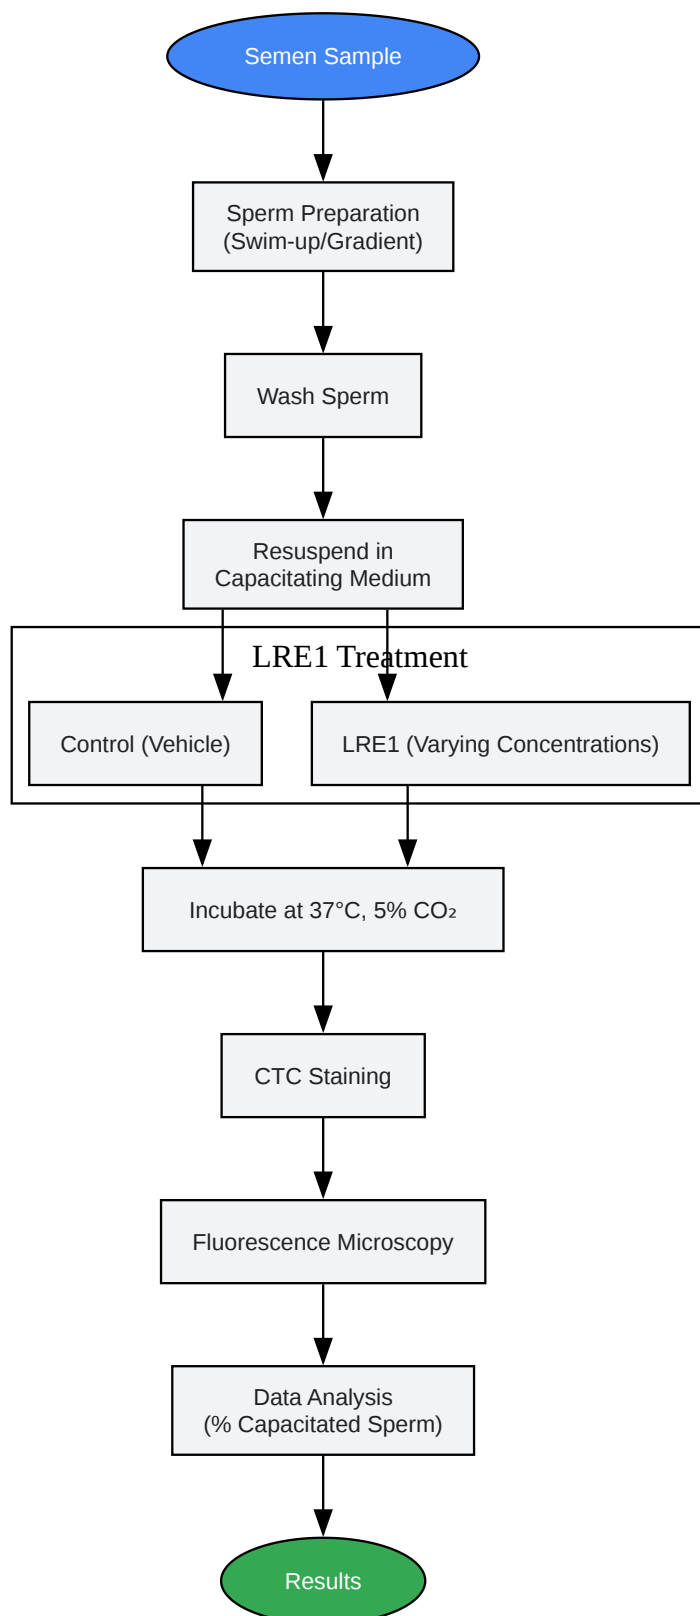 Semen Sample
Sperm Preparation
(Swim-up/Gradient)
Wash Sperm
Resuspend in
Capacitating Medium
LRE1 Treatment
Control (Vehicle)
LRE1 (Varying Concentrations)
Incubate at 37°C, 5% CO₂
CTC Staining
Fluorescence Microscopy
Data Analysis
(% Capacitated Sperm)
Results